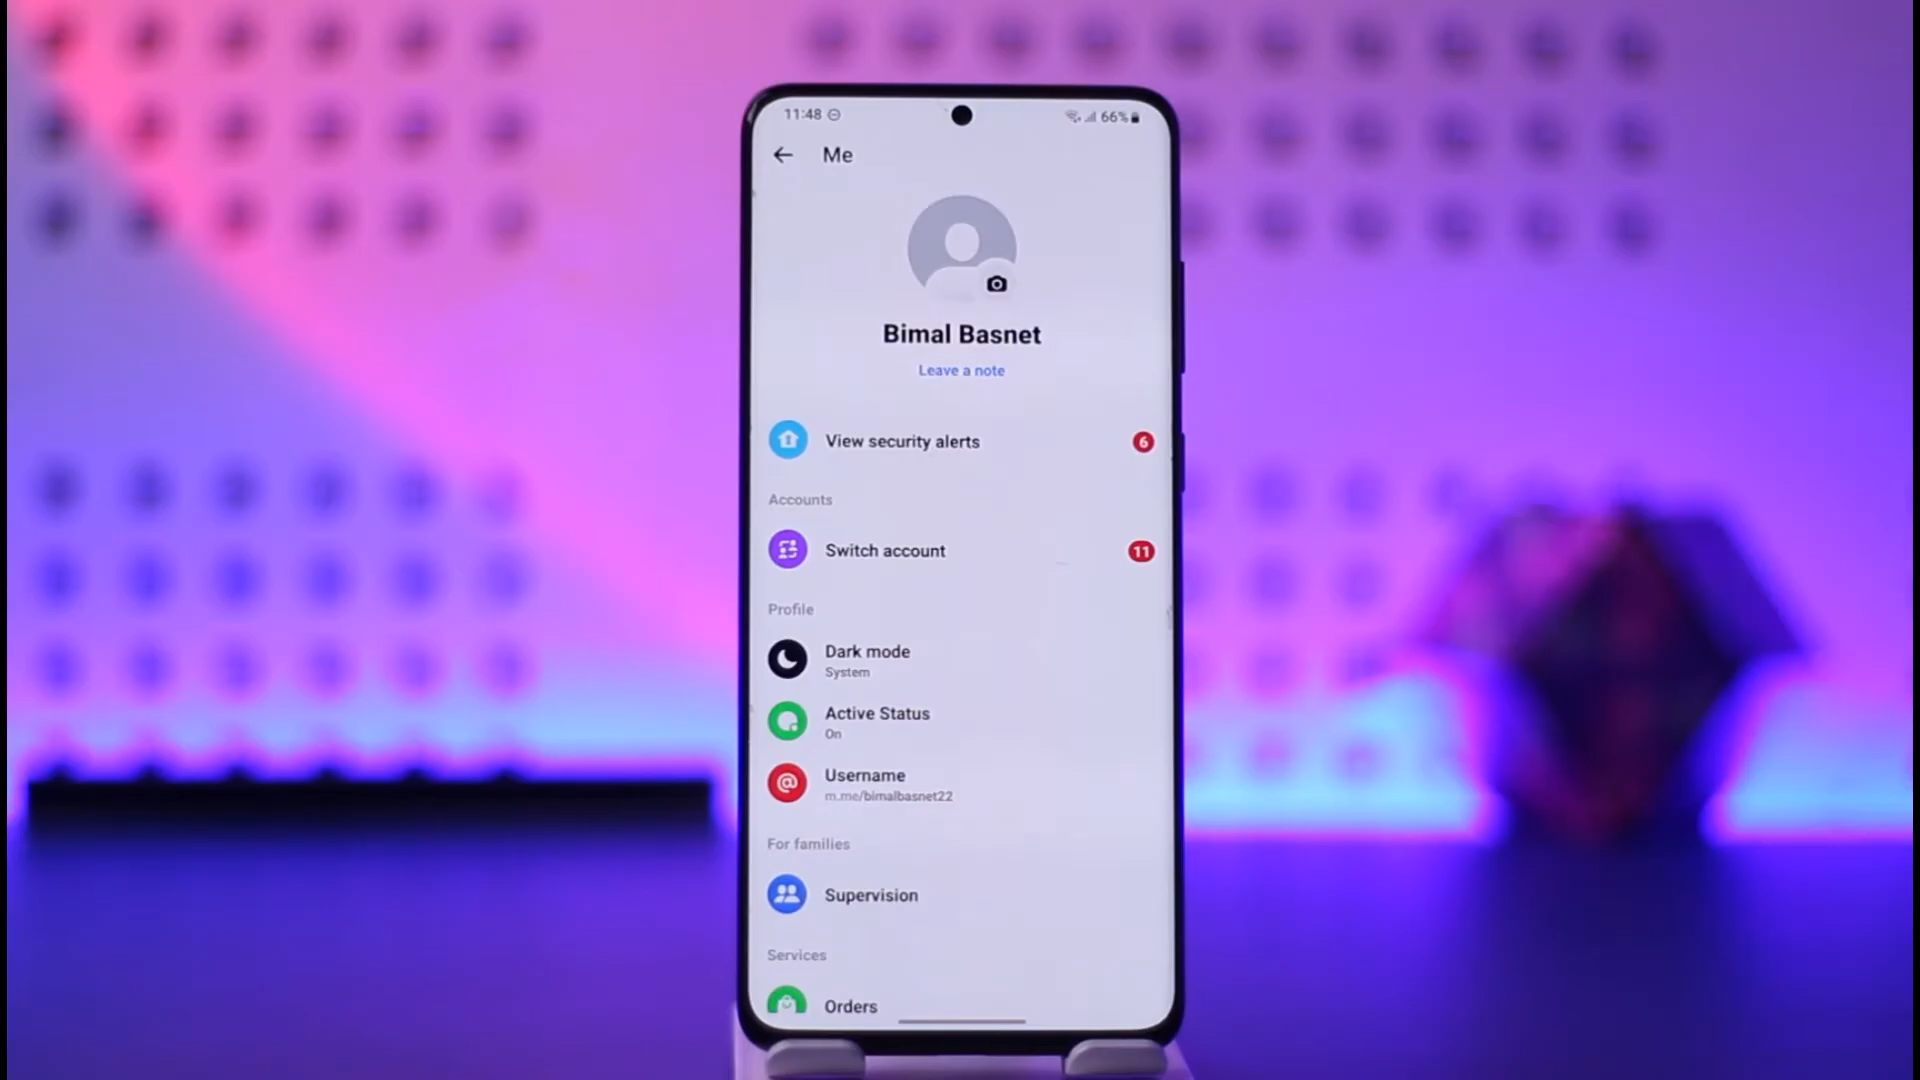 11:48
66%
Me
Bimal Basnet
Leave a note
View security alerts
6
Accounts
Switch account
11
Profile
Dark mode
System
Active Status
On
Username
m.me/bimalbasnet22
For families
Supervision
Services
Orders